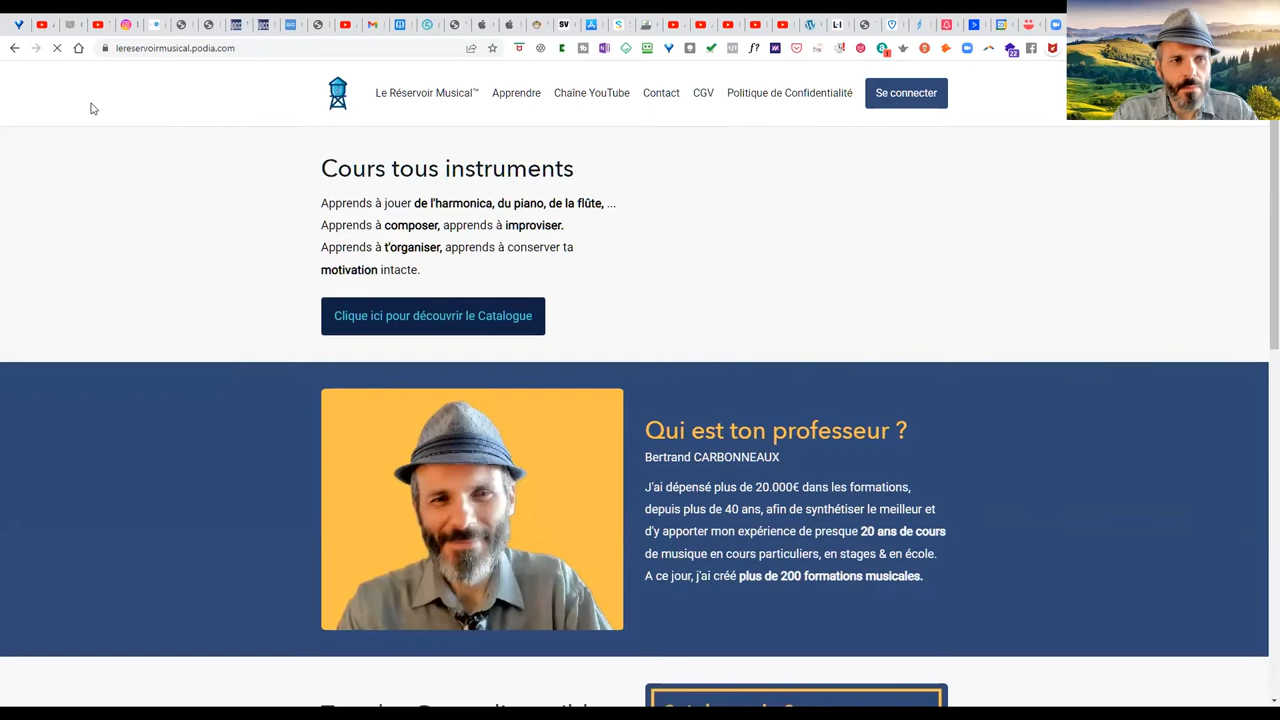 lereservoirmusical.podia.com
Le Réservoir Musical™ Apprendre Chaîne YouTube Contact CGV Politique de Confidentialité Se connecter
Cours tous instruments
Apprends à jouer de l'harmonica, du piano, de la flûte, ...
Apprends à composer, apprends à improviser.
Apprends à t'organiser, apprends à conserver ta
motivation intacte.
Clique ici pour découvrir le Catalogue
Qui est ton professeur ?
Bertrand CARBONNEAUX
J'ai dépensé plus de 20.000€ dans les formations,
depuis plus de 40 ans, afin de synthétiser le meilleur et
d'y apporter mon expérience de presque 20 ans de cours
de musique en cours particuliers, en stages & en école.
A ce jour, j'ai créé plus de 200 formations musicales.